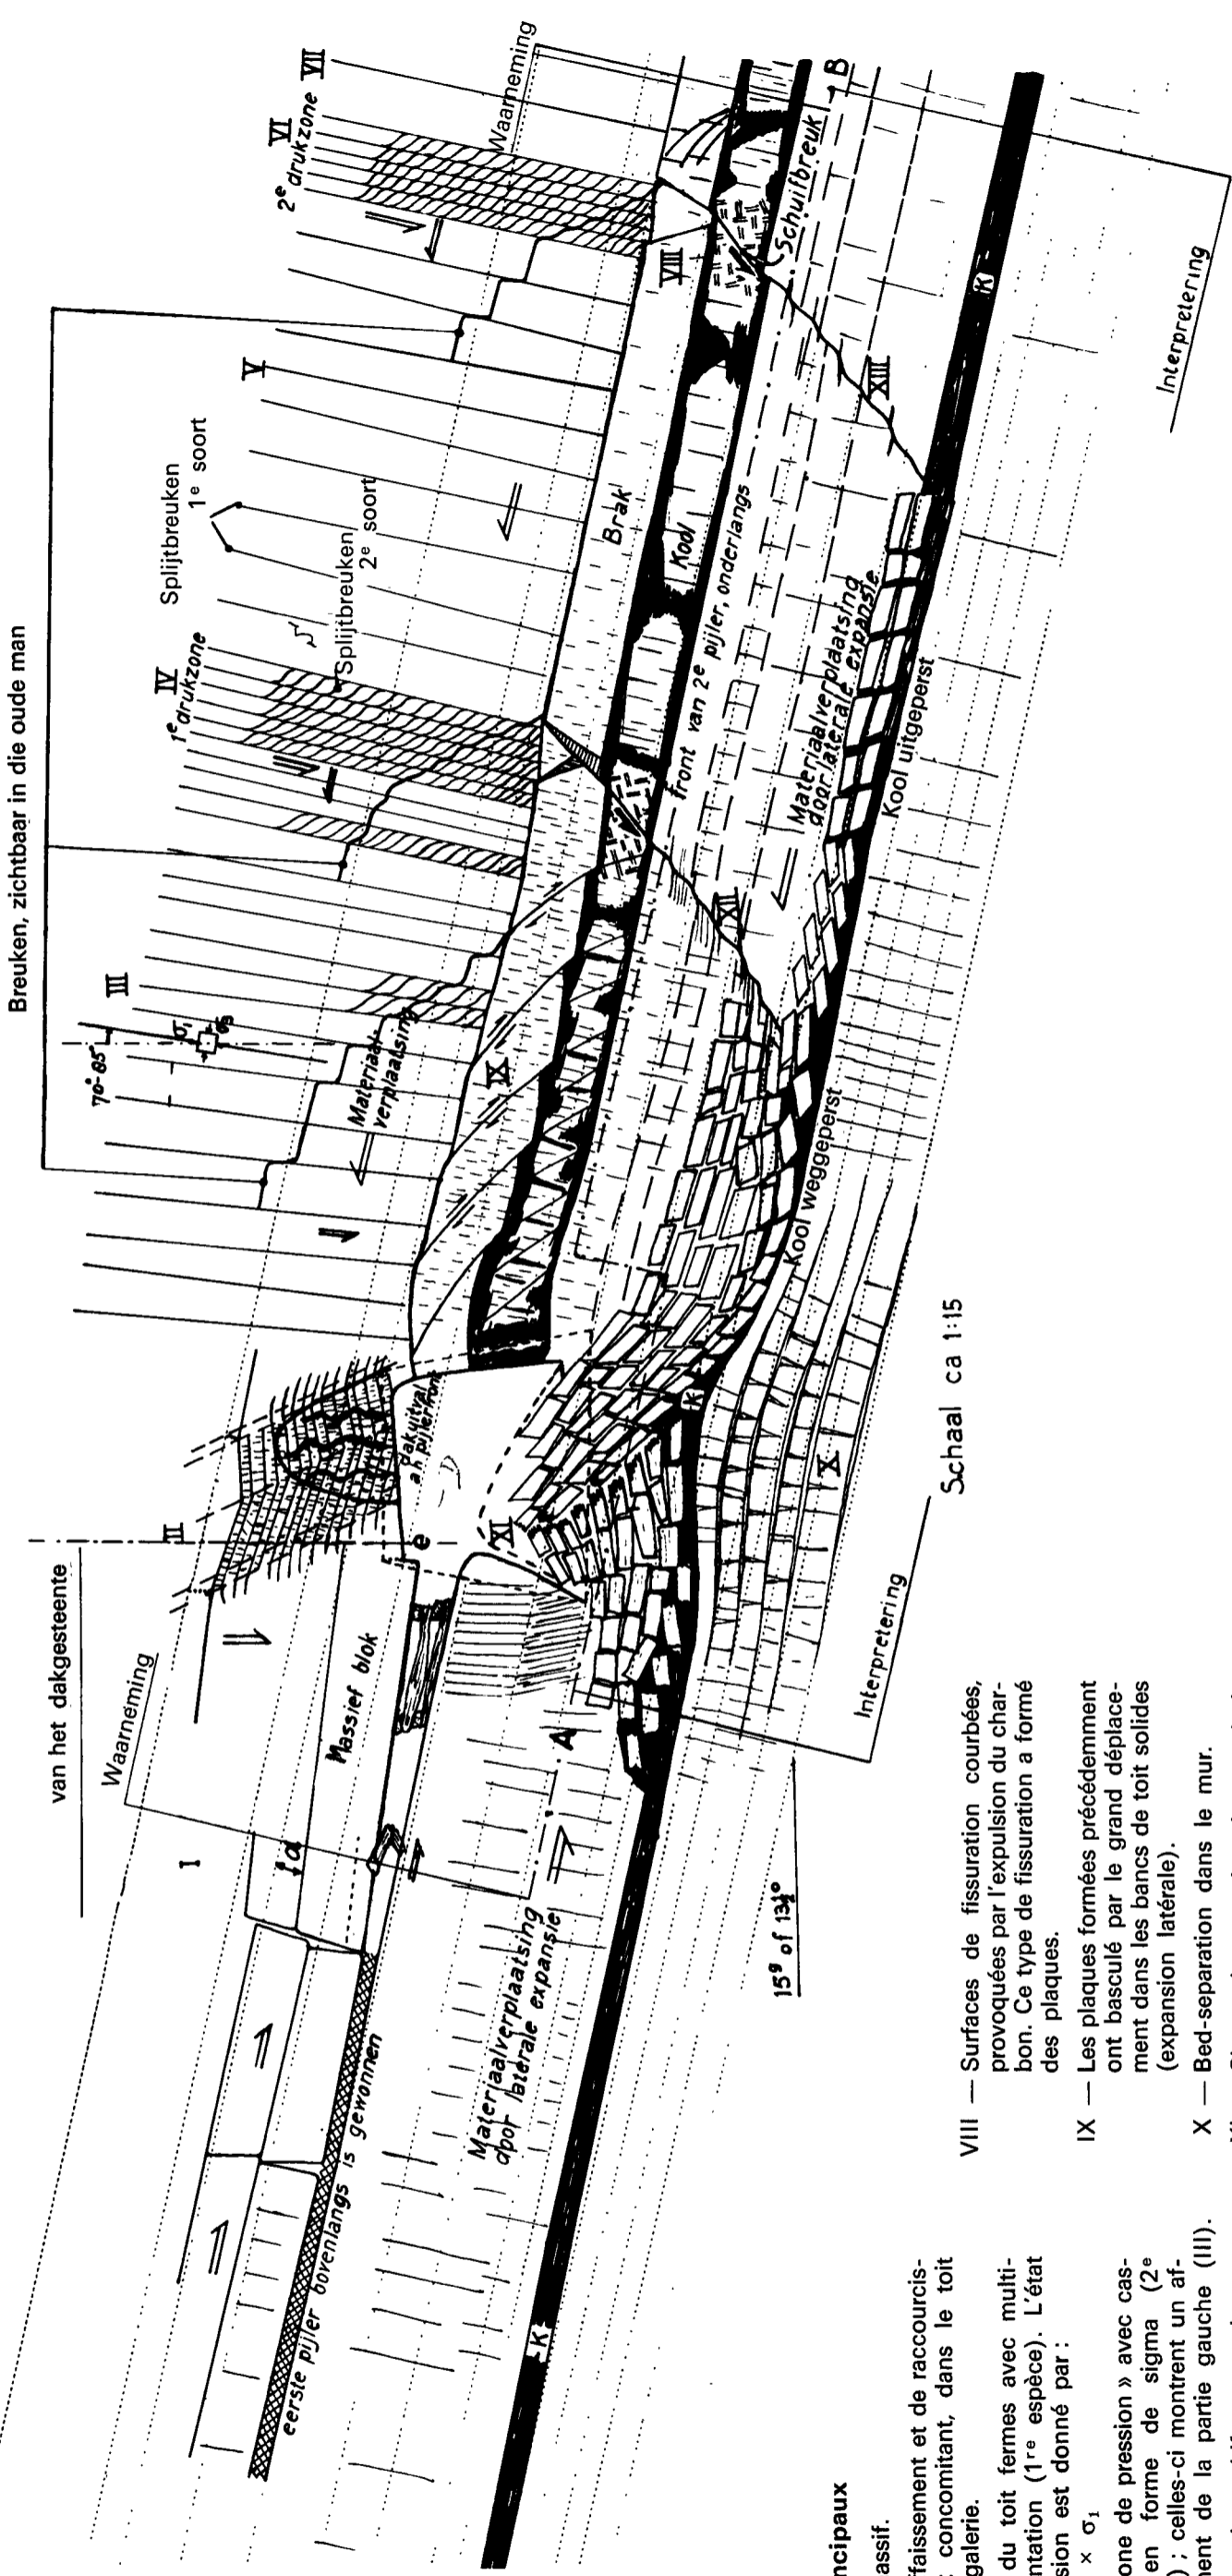 Breuken, zichtbaar in die oude man
van het dakgesteente
Waarneming
I
II
III
IV
1e drukzone
V
VI
2e drukzone
VII
Waarneming
70-85°
σ1
σ3
Splijtbreuken
1e soort
Splijtbreuken
2e soort
Materiaal-
verplaatsing
Massief blok
α
e
dakuitval
a h pijlerfront
Brak
Kool
VIII
IX
Schuifbreuk
B
front van 2e pijler, onderlangs
XI
XII
XIII
X
A
K
K
K
eerste pijler bovenlangs is gewonnen
Materiaalverplaatsing
door laterale expansie
Materiaalverplaatsing
door laterale expansie
Kool uitgeperst
Kool weggeperst
Interpretering
Interpretering
15g of 13½°
Schaal ca 1:15
ncipaux
assif.
faissement et de raccourcis-
; concomitant, dans le toit
galerie.
du toit fermes avec multi-
ntation (1re espèce). L'état
sion est donné par :
× σ1
one de pression » avec cas-
en forme de sigma (2e
) ; celles-ci montrent un af-
nent de la partie gauche (III).
VIII — Surfaces de fissuration courbées,
provoquées par l'expulsion du char-
bon. Ce type de fissuration a formé
des plaques.
IX — Les plaques formées précédemment
ont basculé par le grand déplace-
ment dans les bancs de toit solides
(expansion latérale).
X — Bed-separation dans le mur.